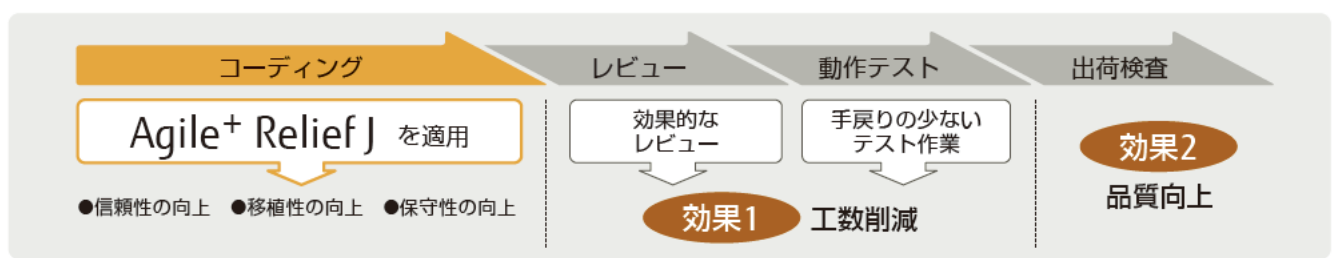 コーディング
レビュー
動作テスト
出荷検査
Agile+ Relief J を適用
●信頼性の向上 ●移植性の向上 ●保守性の向上
効果的な
レビュー
手戻りの少ない
テスト作業
効果1 工数削減
効果2
品質向上